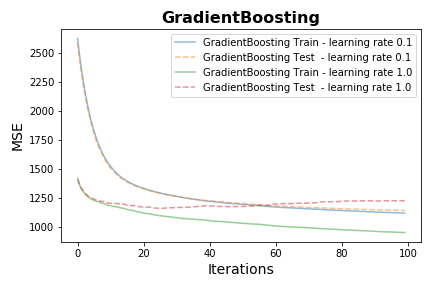 GradientBoosting
GradientBoosting Train - learning rate 0.1
GradientBoosting Test - learning rate 0.1
GradientBoosting Train - learning rate 1.0
GradientBoosting Test  - learning rate 1.0
MSE
2500
2250
2000
1750
1500
1250
1000
0 20 40 60 80 100
Iterations